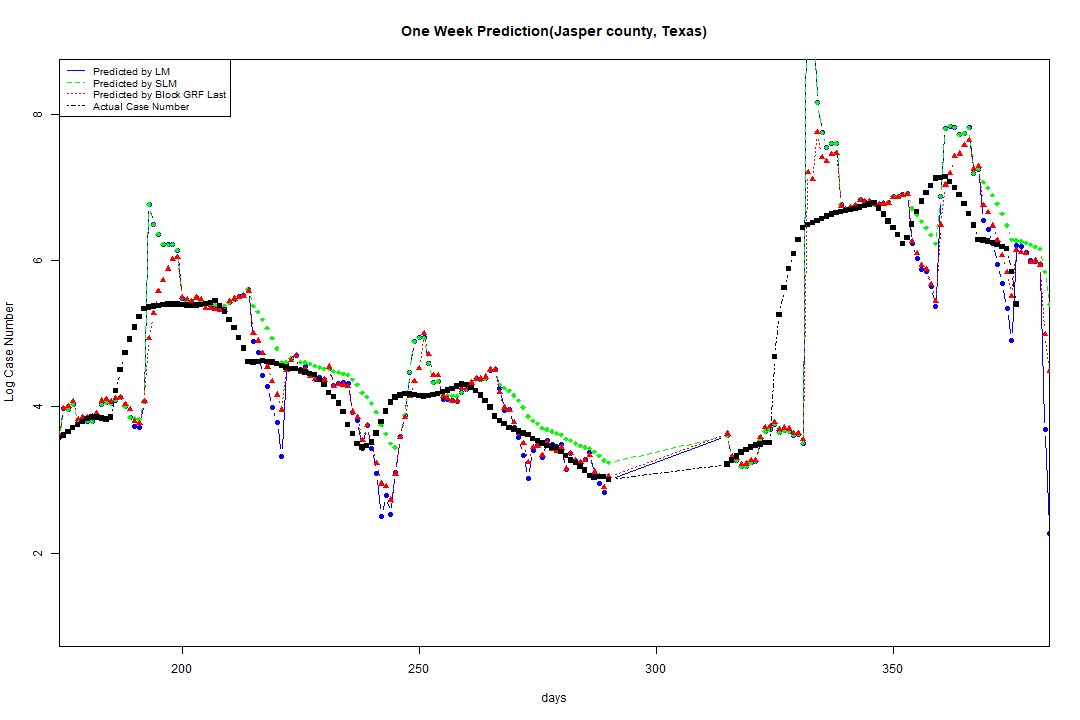 One Week Prediction(Jasper county, Texas)
Predicted by LM
Predicted by SLM
Predicted by Block GRF Last
Actual Case Number
Log Case Number
8
6
4
2
200
250
300
350
days